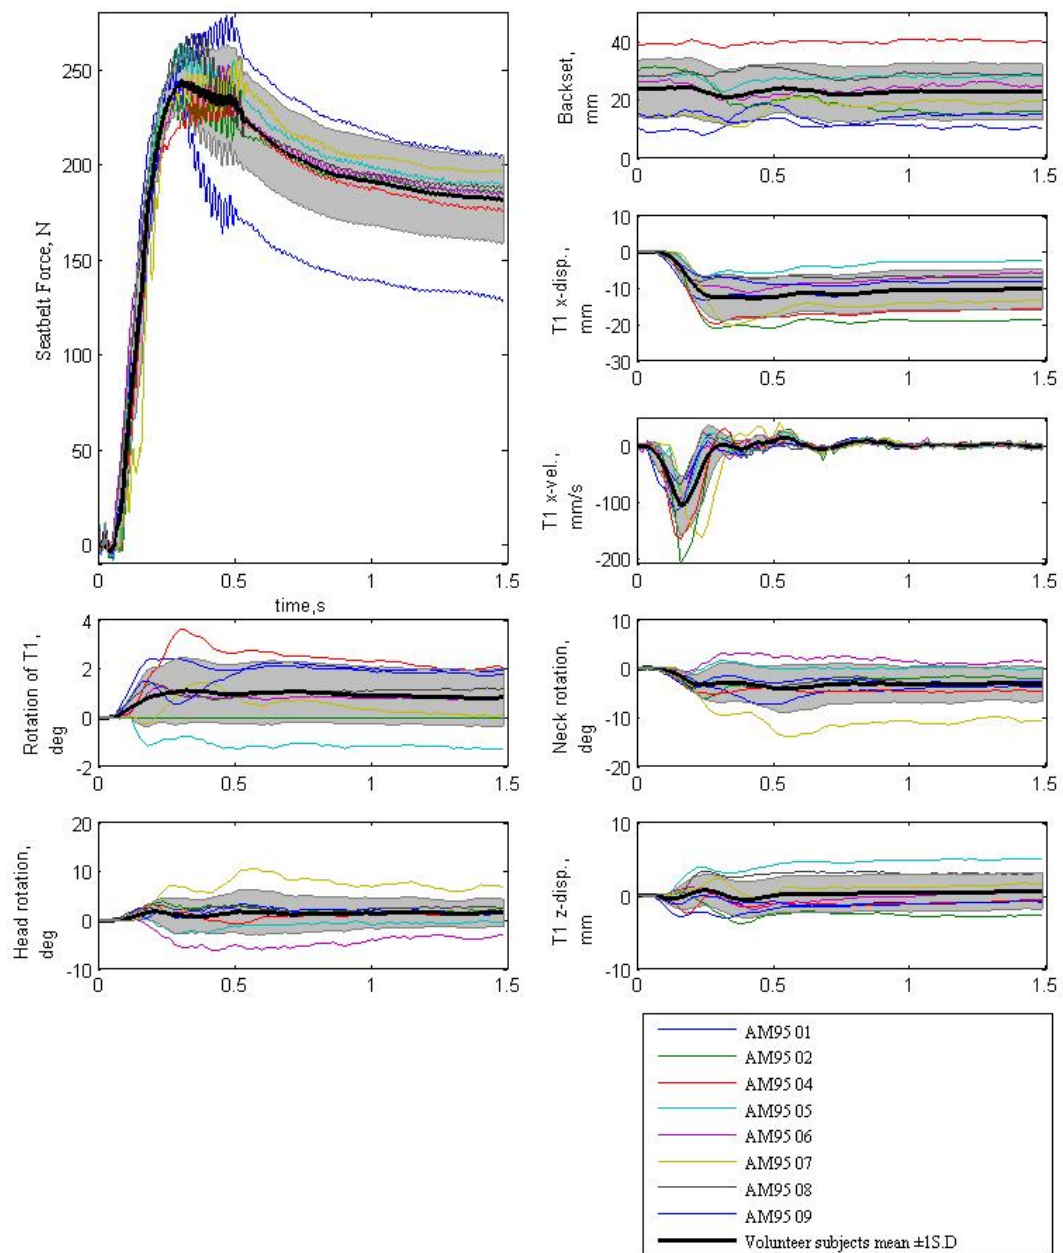 250
200
150
100
50
0
Seatbelt Force, N
0 0.5 1 1.5
time,s
40
20
0
Backset,
mm
0 0.5 1 1.5
10
0
-10
-20
-30
T1 x-disp.,
mm
0 0.5 1 1.5
0
-100
-200
T1 x-vel.,
mm/s
0 0.5 1 1.5
4
2
0
-2
Rotation of T1,
deg
0 0.5 1 1.5
10
0
-10
-20
Neck rotation,
deg
0 0.5 1 1.5
20
10
0
-10
Head rotation,
deg
0 0.5 1 1.5
10
0
-10
T1 z-disp.,
mm
0 0.5 1 1.5
AM95 01
AM95 02
AM95 04
AM95 05
AM95 06
AM95 07
AM95 08
AM95 09
Volunteer subjects mean ±1S.D